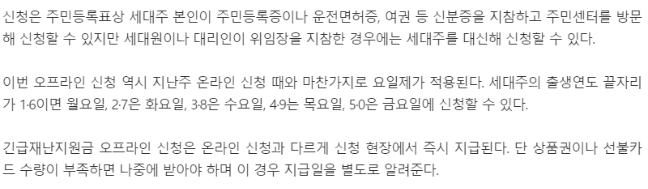 신청은 주민등록표상 세대주 본인이 주민등록증이나 운전면허증, 여권 등 신분증을 지참하고 주민센터를 방문
해 신청할 수 있지만 세대원이나 대리인이 위임장을 지참한 경우에는 세대주를 대신해 신청할 수 있다.
이번 오프라인 신청 역시 지난주 온라인 신청 때와 마찬가지로 요일제가 적용된다. 세대주의 출생연도 끝자리
가 1·6이면 월요일, 2·7은 화요일, 3·8은 수요일, 4·9는 목요일, 5·0은 금요일에 신청할 수 있다.
긴급재난지원금 오프라인 신청은 온라인 신청과 다르게 신청 현장에서 즉시 지급된다. 단 상품권이나 선불카
드 수량이 부족하면 나중에 받아야 하며 이 경우 지급일을 별도로 알려준다.